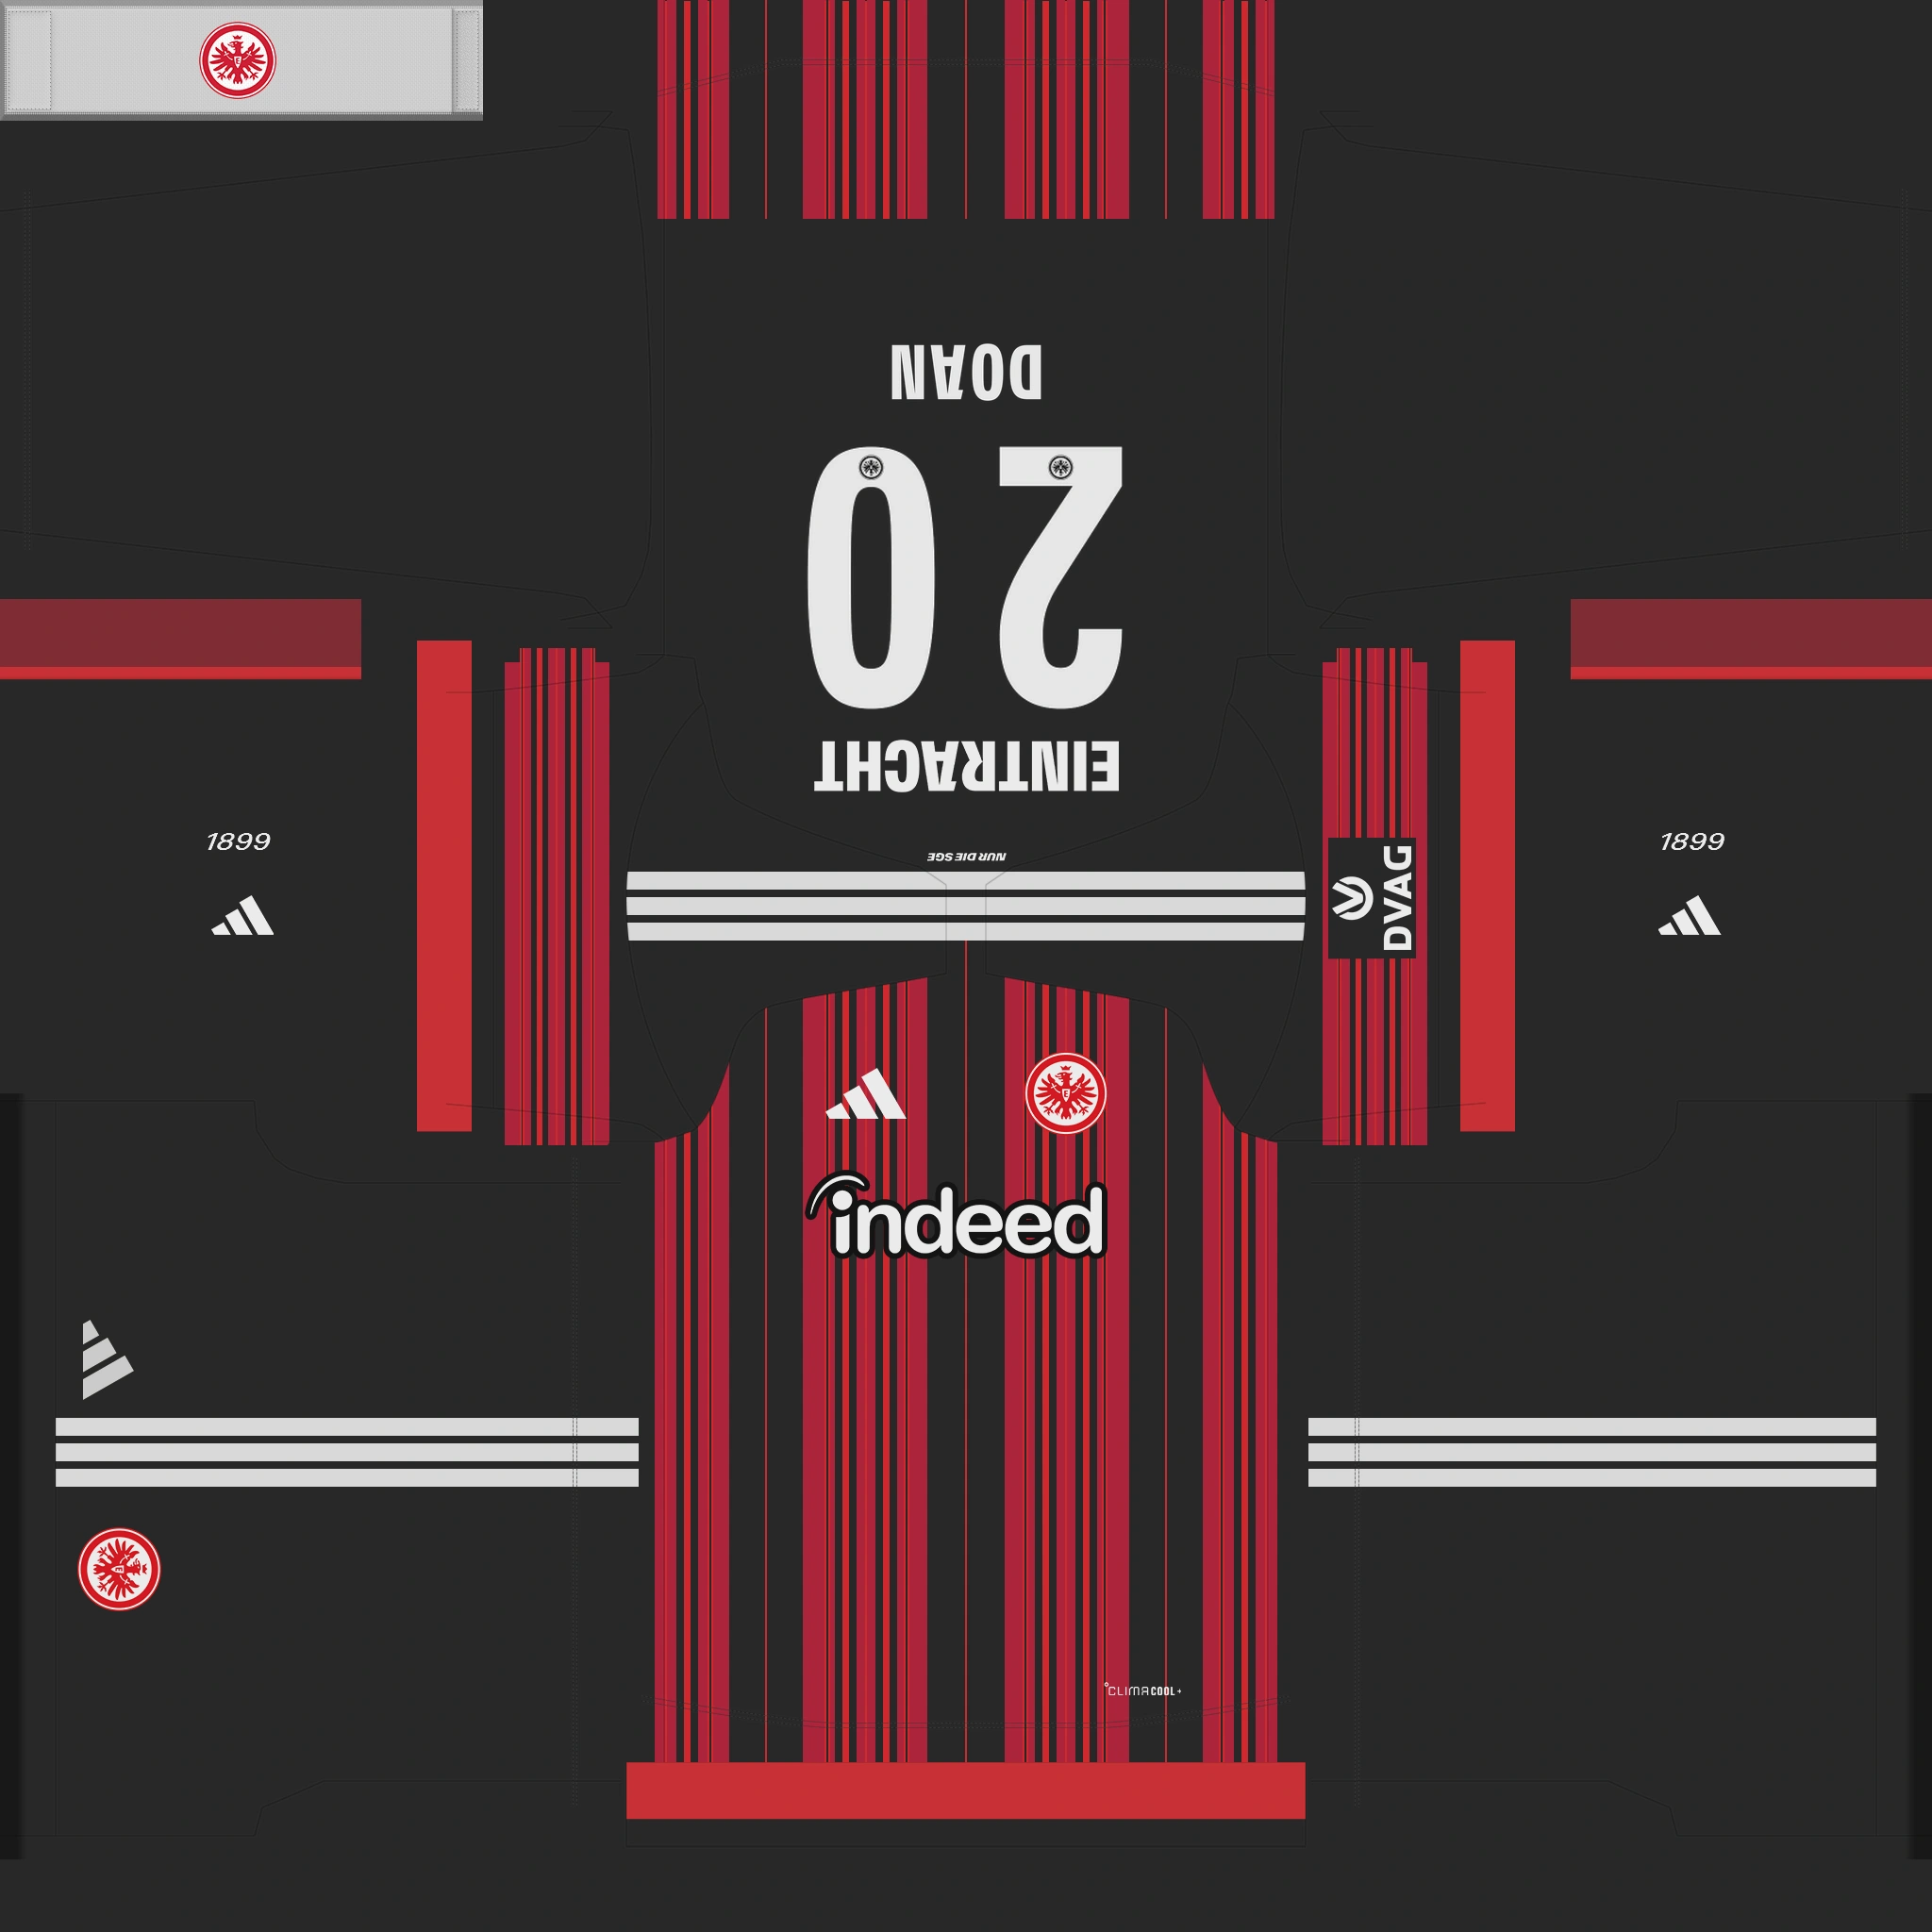 DOAN
20
EINTRACHT
NUR DIE SGE
1899
1899
DVAG
indeed
CLIMACOOL+